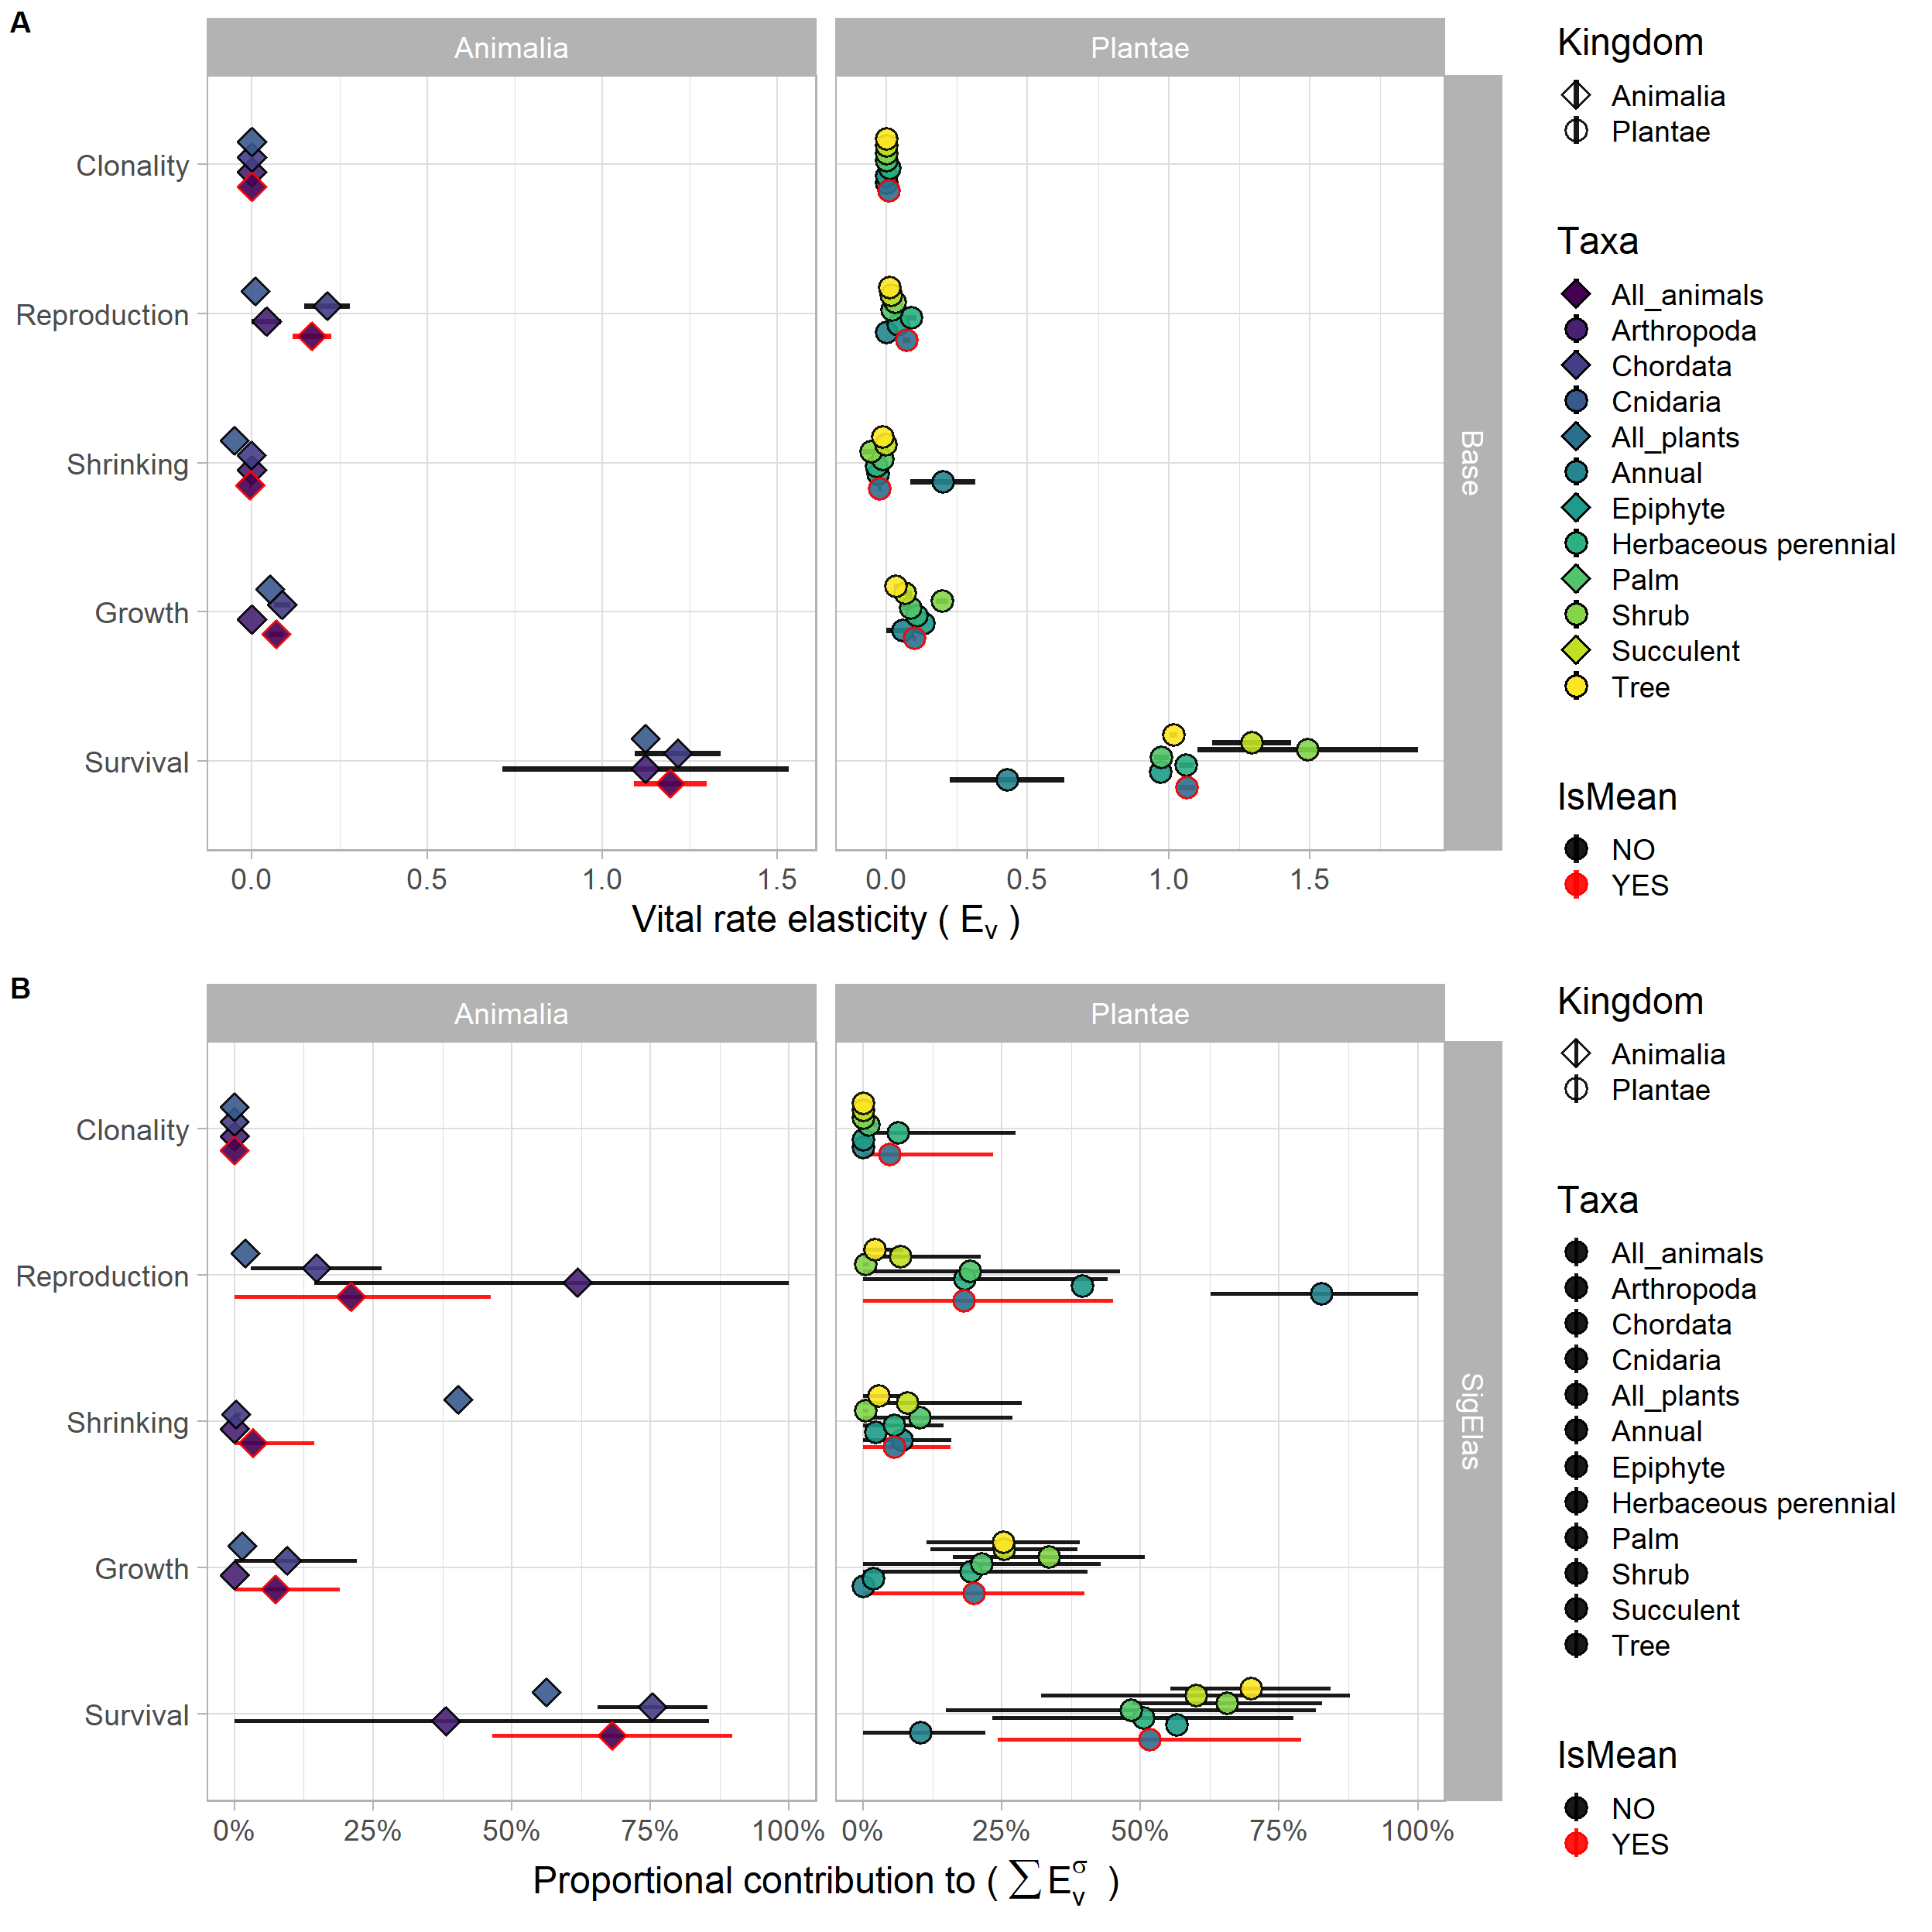 A
Animalia
Plantae
Clonality
Reproduction
Shrinking
Growth
Survival
Base
0.0 0.5 1.0 1.5
0.0 0.5 1.0 1.5
Vital rate elasticity ( Ev )
Kingdom
Animalia
Plantae
Taxa
All_animals
Arthropoda
Chordata
Cnidaria
All_plants
Annual
Epiphyte
Herbaceous perennial
Palm
Shrub
Succulent
Tree
IsMean
NO
YES
B
Animalia
Plantae
Clonality
Reproduction
Shrinking
Growth
Survival
SigElas
0% 25% 50% 75% 100%
0% 25% 50% 75% 100%
Proportional contribution to ( ∑ Evσ )
Kingdom
Animalia
Plantae
Taxa
All_animals
Arthropoda
Chordata
Cnidaria
All_plants
Annual
Epiphyte
Herbaceous perennial
Palm
Shrub
Succulent
Tree
IsMean
NO
YES